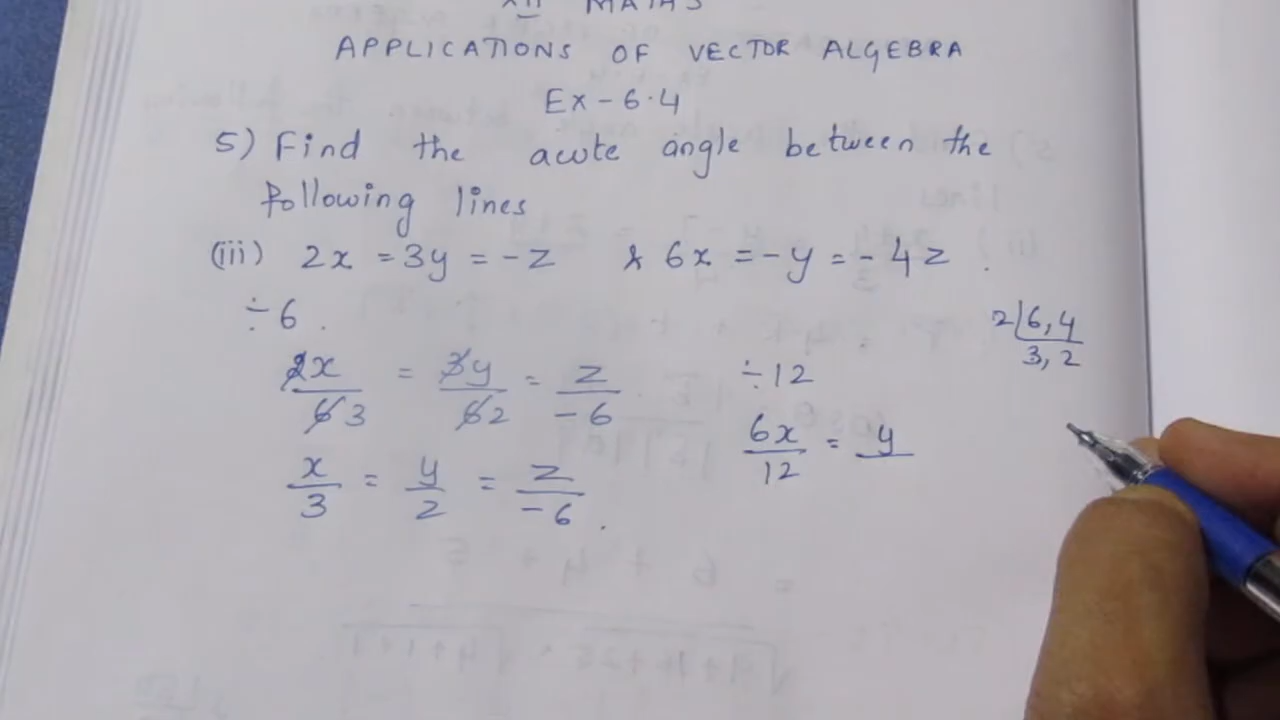 XII MATHS
APPLICATIONS OF VECTOR ALGEBRA
Ex - 6.4
5) Find the acute angle between the
following lines
(iii) 2x = 3y = -z & 6x = -y = -4z .
÷6 .
2x/6 3 = 3y/6 2 = z/-6
x/3 = y/2 = z/-6 .
2|6, 4
3, 2
÷12
6x/12 = y/